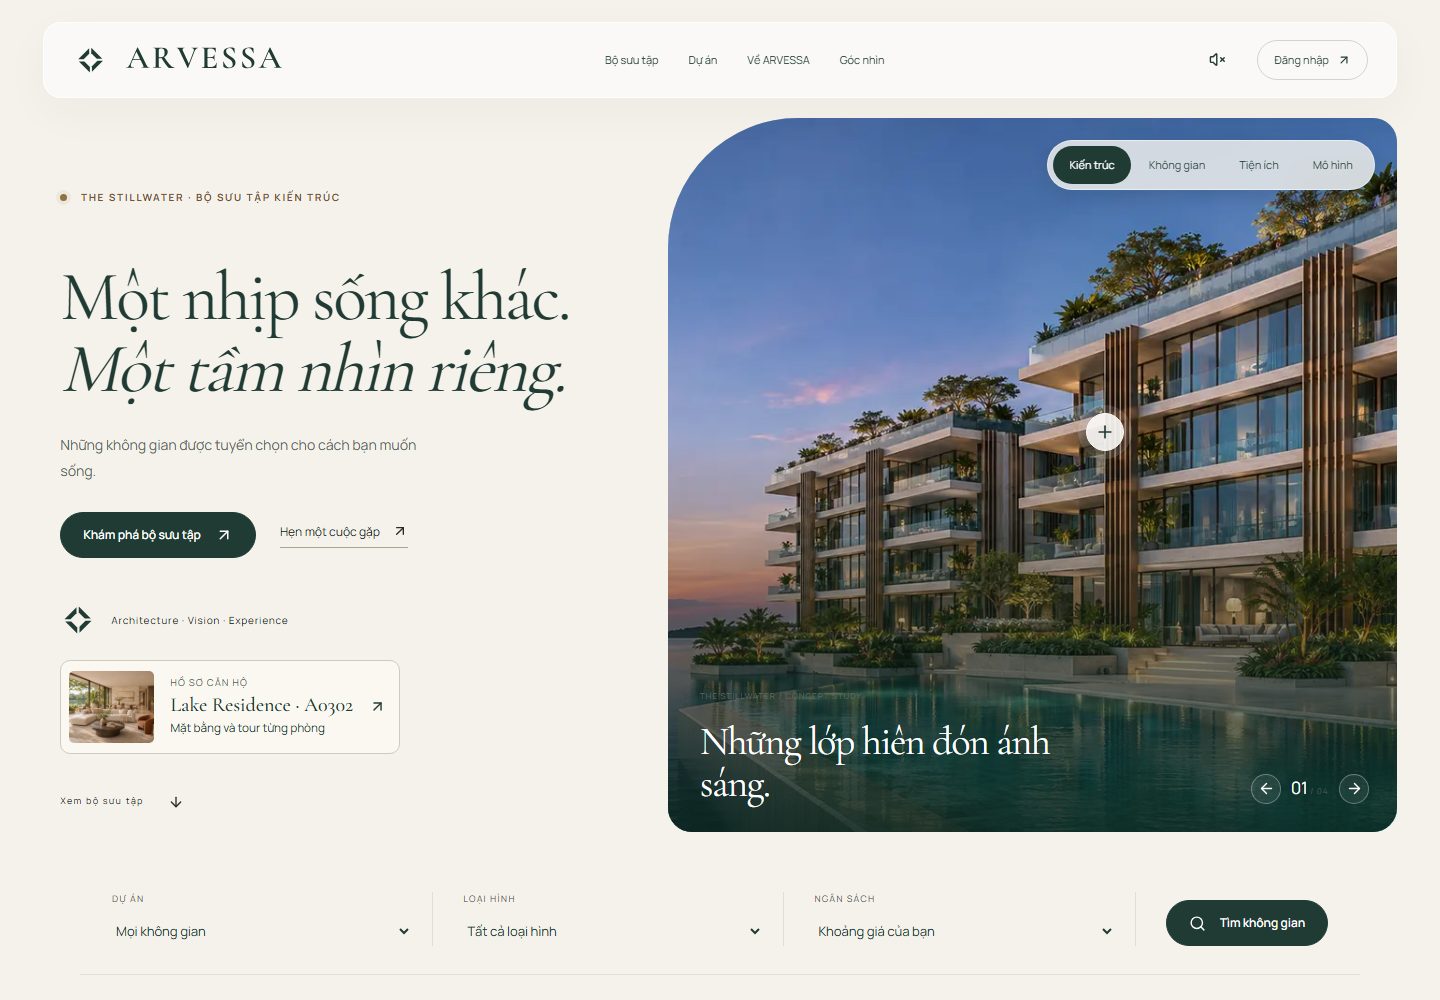 ARVESSA
Bộ sưu tập
Dự án
Về ARVESSA
Góc nhìn
Đăng nhập
THE STILLWATER · BỘ SƯU TẬP KIẾN TRÚC
Một nhịp sống khác.
Một tầm nhìn riêng.
Những không gian được tuyển chọn cho cách bạn muốn
sống.
Khám phá bộ sưu tập
Hẹn một cuộc gặp
Architecture · Vision · Experience
HỒ SƠ CĂN HỘ
Lake Residence · A0302
Mặt bằng và tour từng phòng
Xem bộ sưu tập
Kiến trúc
Không gian
Tiện ích
Mô hình
THE STILLWATER / CONCEPT STUDY
Những lớp hiên đón ánh
sáng.
01 / 04
DỰ ÁN
Mọi không gian
LOẠI HÌNH
Tất cả loại hình
NGÂN SÁCH
Khoảng giá của bạn
Tìm không gian